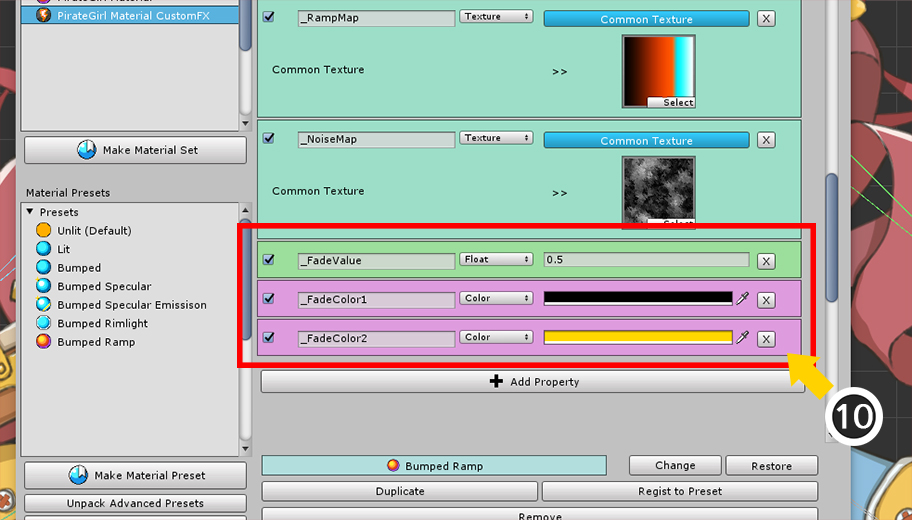 PirateGirl Material CustomFX
_RampMap Texture Common Texture X
Common Texture >>
Select
Make Material Set
_NoiseMap Texture Common Texture X
Common Texture >>
Select
Material Presets
Presets
Unlit (Default)
Lit
Bumped
Bumped Specular
Bumped Specular Emissison
Bumped Rimlight
Bumped Ramp
_FadeValue Float 0.5 X
_FadeColor1 Color X
_FadeColor2 Color X
Add Property
10
Make Material Preset
Unpack Advanced Presets
Bumped Ramp Change Restore
Duplicate Regist to Preset
Remove